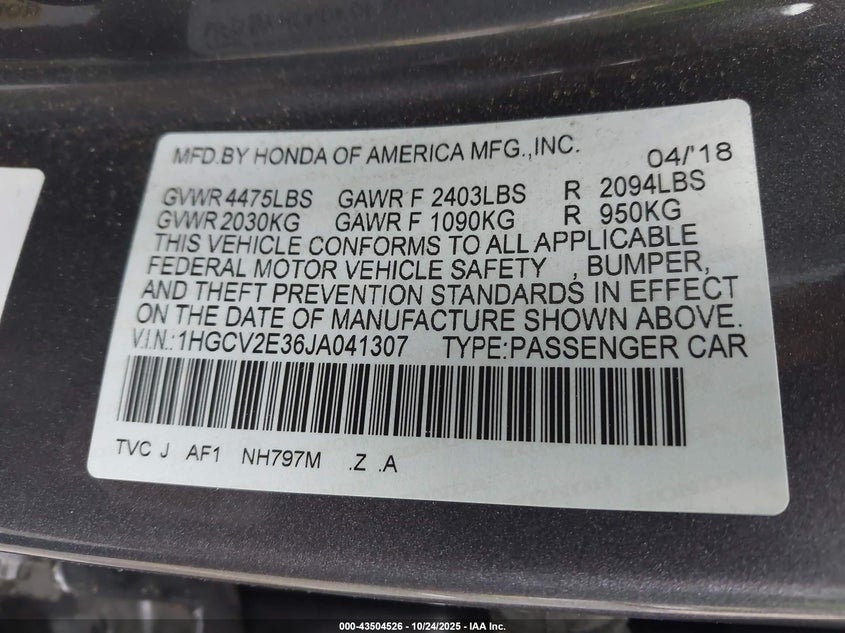 MFD.BY HONDA OF AMERICA MFG.,INC. 04/'18
GVWR 4475LBS GAWR F 2403LBS R 2094LBS
GVWR 2030KG GAWR F 1090KG R 950KG
THIS VEHICLE CONFORMS TO ALL APPLICABLE
FEDERAL MOTOR VEHICLE SAFETY , BUMPER,
AND THEFT PREVENTION STANDARDS IN EFFECT
ON THE DATE OF MANUFACTURE SHOWN ABOVE.
V.I.N.:1HGCV2E36JA041307 TYPE:PASSENGER CAR
TVC J AF1 NH797M .Z .A
000-43504526 - 10/24/2025 - IAA Inc.